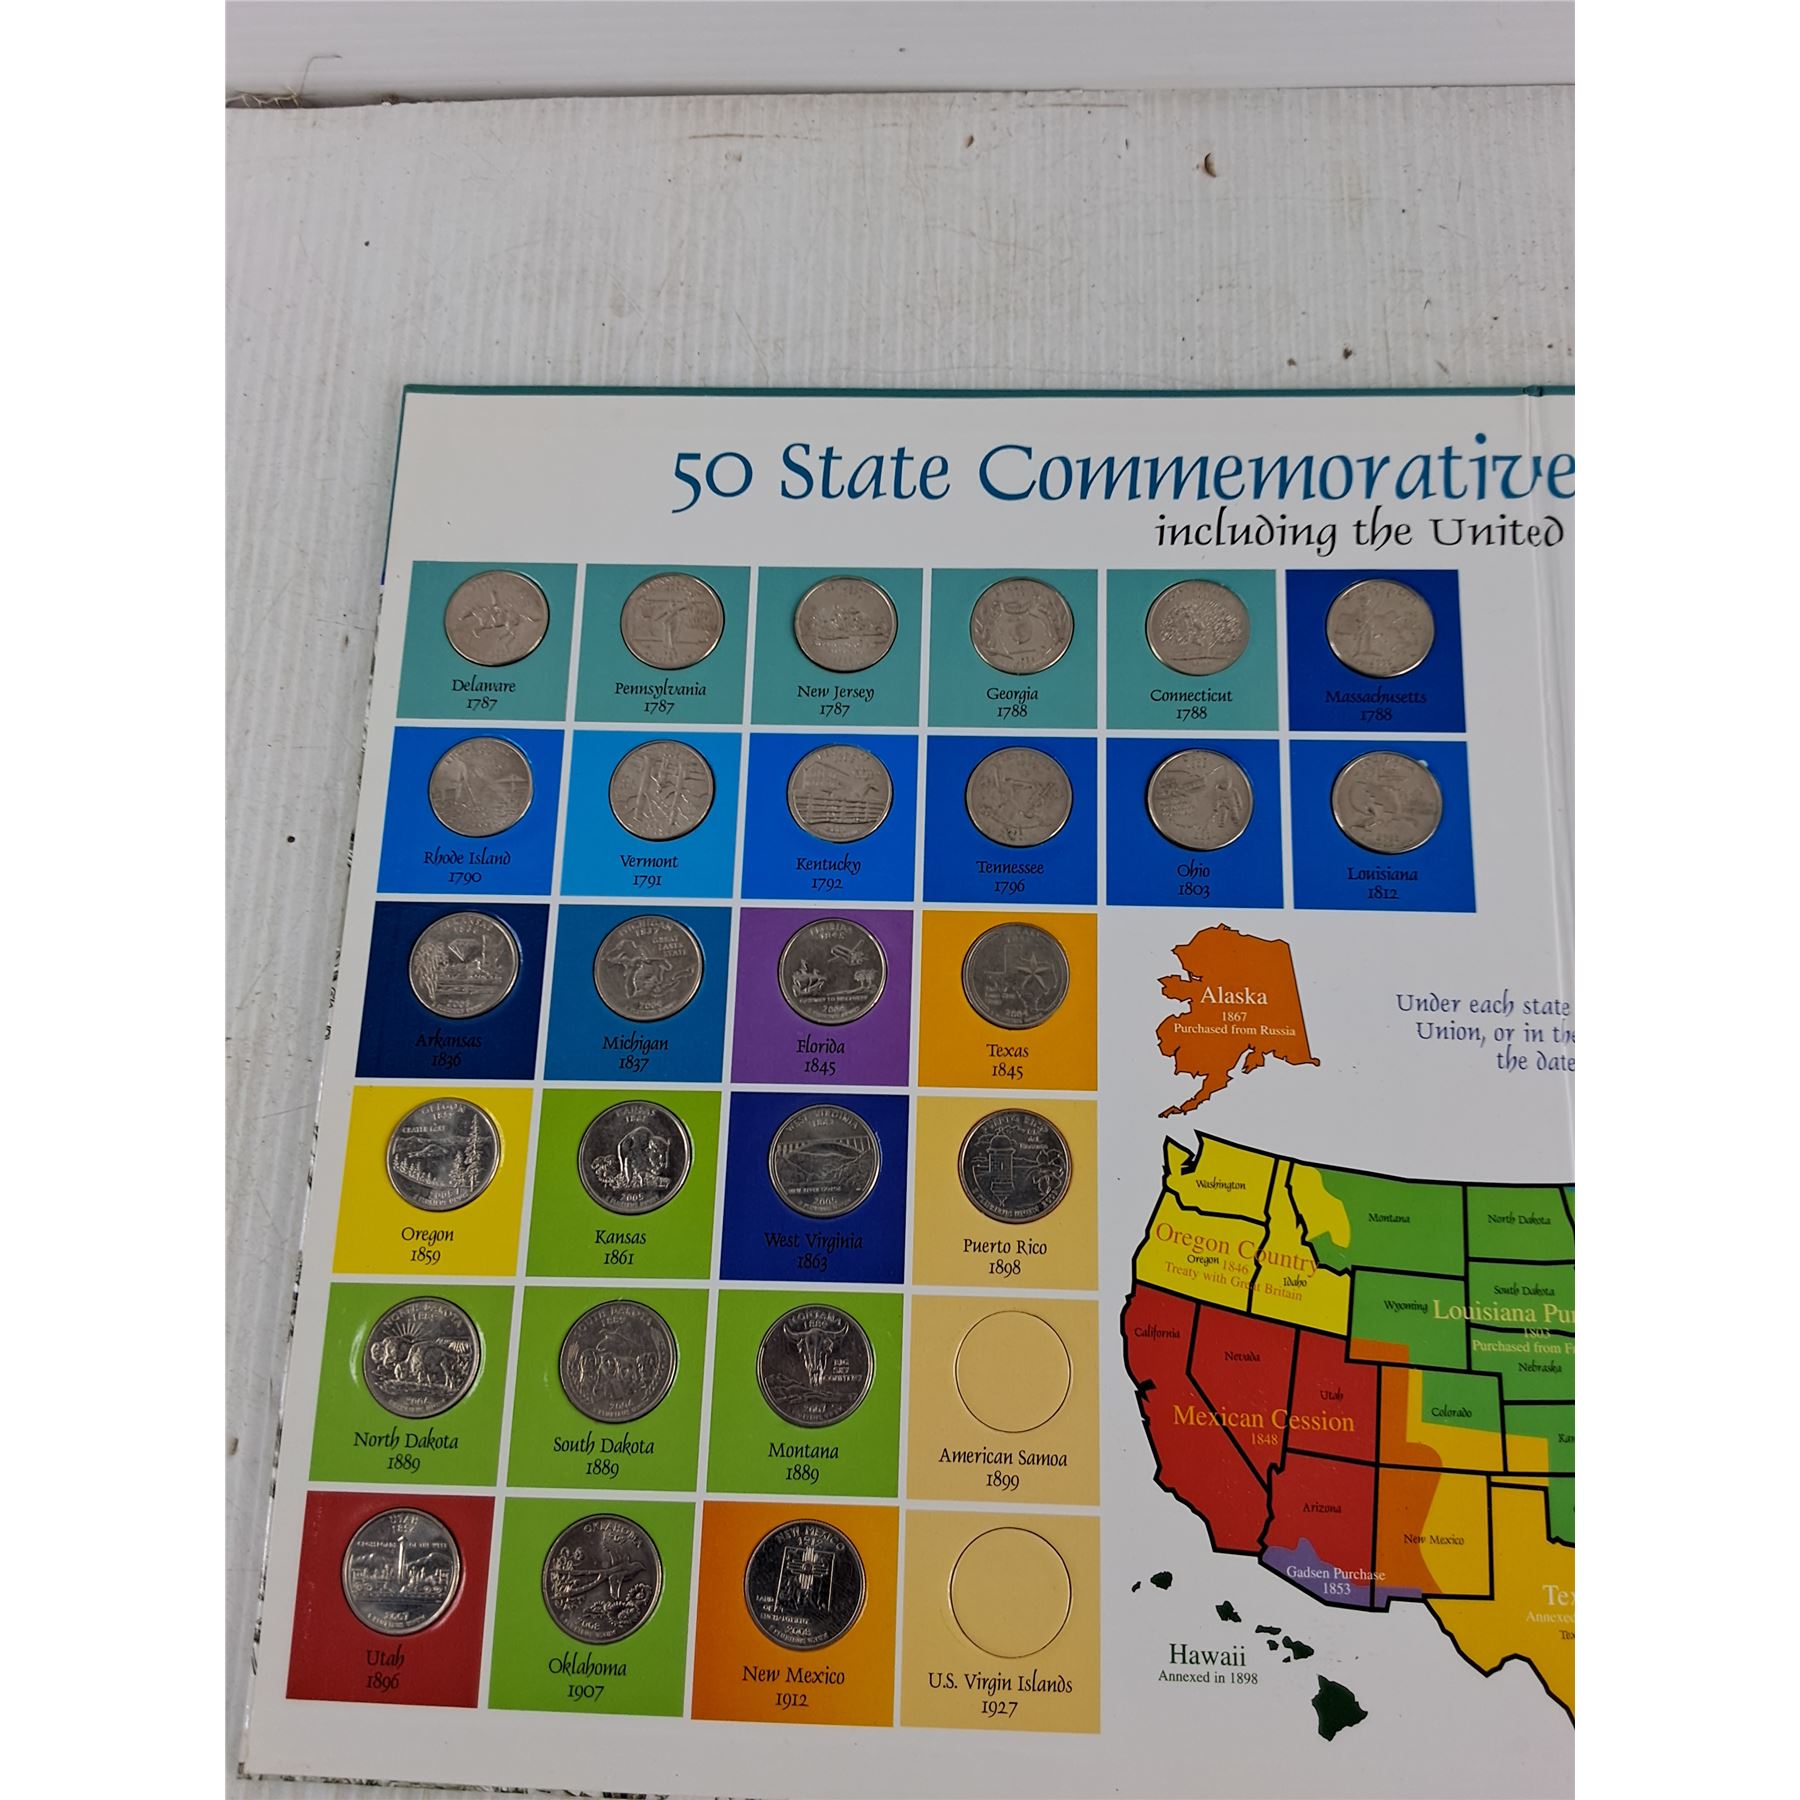 50 State Commemorative
including the United
Delaware
1787
Pennsylvania
1787
New Jersey
1787
Georgia
1788
Connecticut
1788
Massachusetts
1788
Rhode Island
1790
Vermont
1791
Kentucky
1792
Tennessee
1796
Ohio
1803
Louisiana
1812
Arkansas
1836
Michigan
1837
Florida
1845
Texas
1845
Oregon
1859
Kansas
1861
West Virginia
1863
Puerto Rico
1898
North Dakota
1889
South Dakota
1889
Montana
1889
American Samoa
1899
Utah
1896
Oklahoma
1907
New Mexico
1912
U.S. Virgin Islands
1927
Alaska
1867
Purchased from Russia
Under each state
Union, or in the
the date
Washington
Montana
North Dakota
Oregon Country
Oregon 1846
Idaho
Treaty with Great Britain
South Dakota
Wyoming
Louisiana Pu
1803
Purchased from F
Nebraska
California
Nevada
Utah
Colorado
Kan
Mexican Cession
1848
Arizona
New Mexico
Gadsen Purchase
1853
Tex
Annexed
Tex
Hawaii
Annexed in 1898